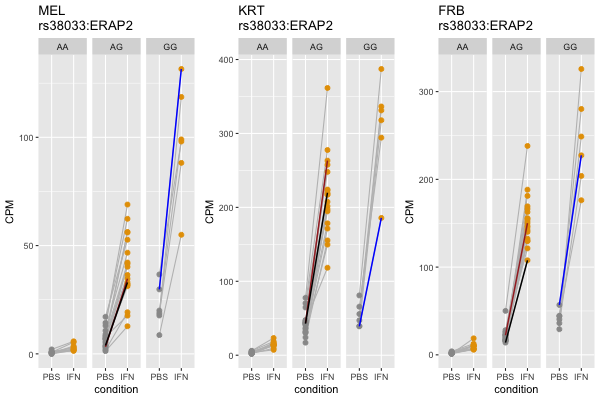 MEL
rs38033:ERAP2
AA AG GG
CPM
100
50
0
PBS IFN PBS IFN PBS IFN
condition
KRT
rs38033:ERAP2
AA AG GG
CPM
400
300
200
100
0
PBS IFN PBS IFN PBS IFN
condition
FRB
rs38033:ERAP2
AA AG GG
CPM
300
200
100
0
PBS IFN PBS IFN PBS IFN
condition